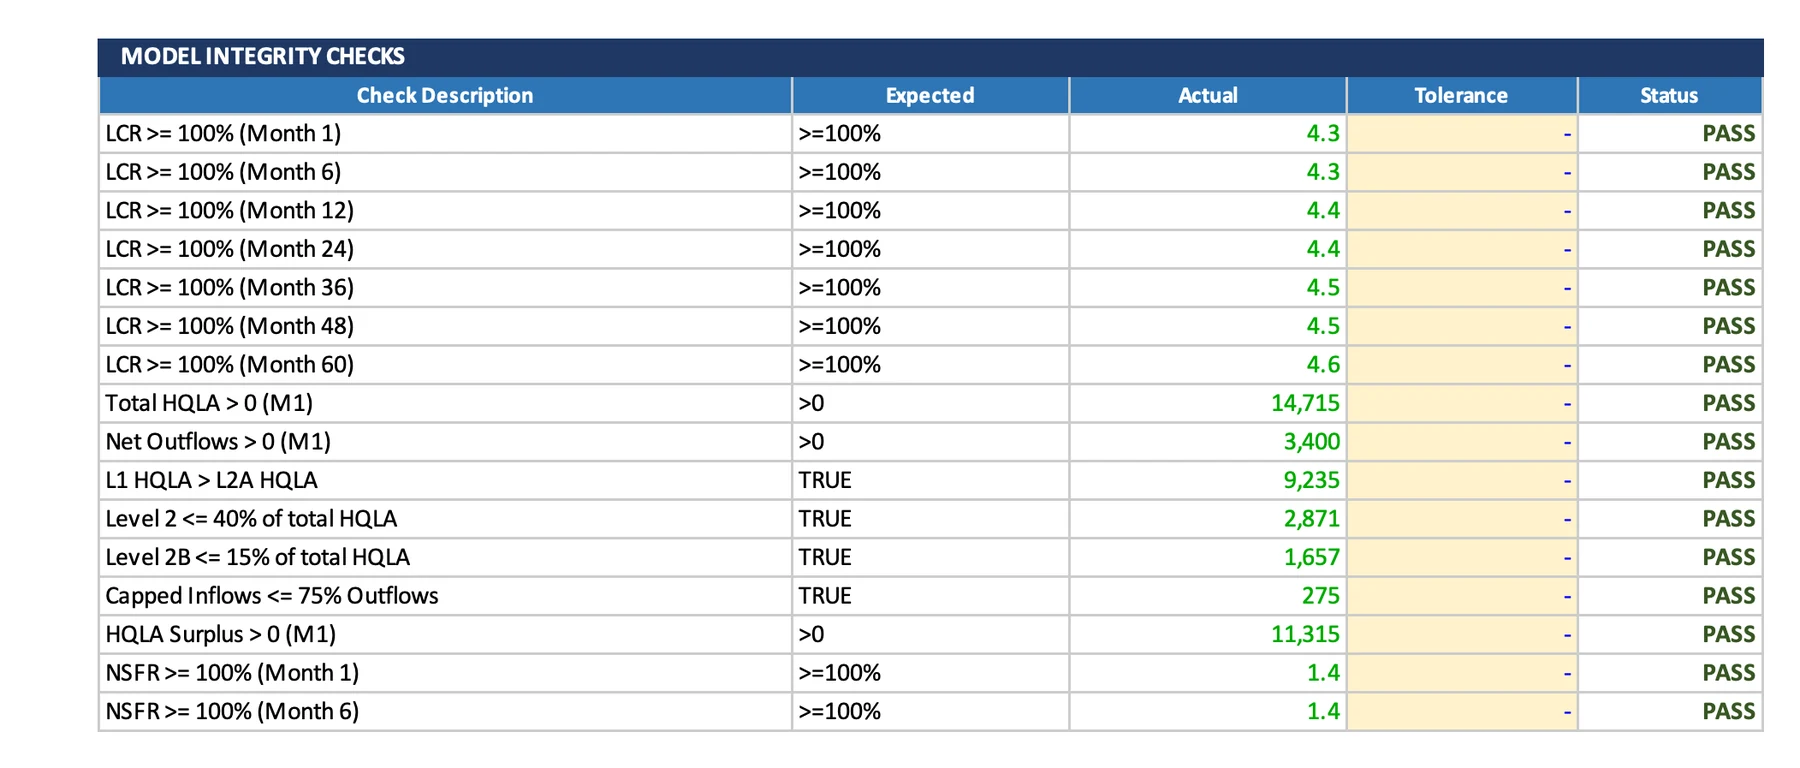 MODEL INTEGRITY CHECKS
Check Description Expected Actual Tolerance Status
LCR >= 100% (Month 1) >=100% 4.3 - PASS
LCR >= 100% (Month 6) >=100% 4.3 - PASS
LCR >= 100% (Month 12) >=100% 4.4 - PASS
LCR >= 100% (Month 24) >=100% 4.4 - PASS
LCR >= 100% (Month 36) >=100% 4.5 - PASS
LCR >= 100% (Month 48) >=100% 4.5 - PASS
LCR >= 100% (Month 60) >=100% 4.6 - PASS
Total HQLA > 0 (M1) >0 14,715 - PASS
Net Outflows > 0 (M1) >0 3,400 - PASS
L1 HQLA > L2A HQLA TRUE 9,235 - PASS
Level 2 <= 40% of total HQLA TRUE 2,871 - PASS
Level 2B <= 15% of total HQLA TRUE 1,657 - PASS
Capped Inflows <= 75% Outflows TRUE 275 - PASS
HQLA Surplus > 0 (M1) >0 11,315 - PASS
NSFR >= 100% (Month 1) >=100% 1.4 - PASS
NSFR >= 100% (Month 6) >=100% 1.4 - PASS